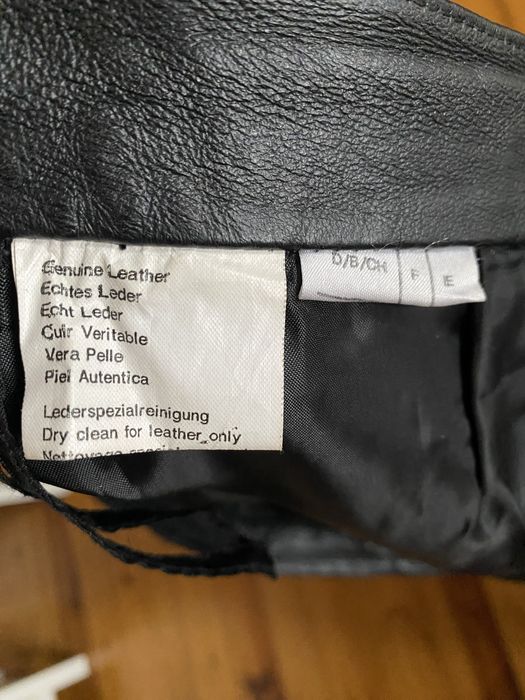 Genuine Leather
Echtes Leder
Echt Leder
Cuir Veritable
Vera Pelle
Piel Autentica
Lederspezialreinigung
Dry clean for leather only
Nettoyage
D/B/CH F E